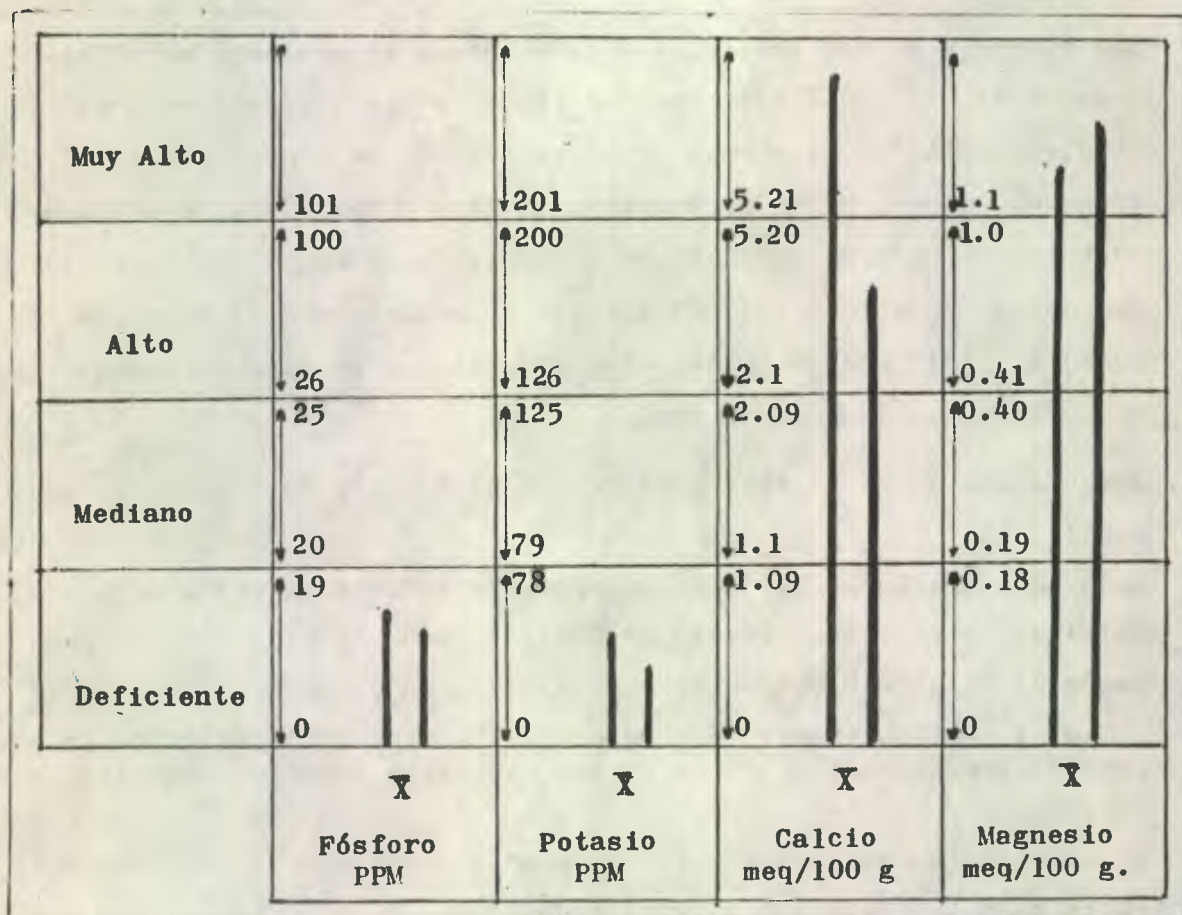 Muy Alto
101
201
5.21
1.1
100
200
5.20
1.0
Alto
26
126
2.1
0.41
25
125
2.09
0.40
Mediano
20
79
1.1
0.19
19
78
1.09
0.18
Deficiente
0
0
0
0
X̅
X̅
X̅
X̅
Fósforo
PPM
Potasio
PPM
Calcio
meq/100 g
Magnesio
meq/100 g.